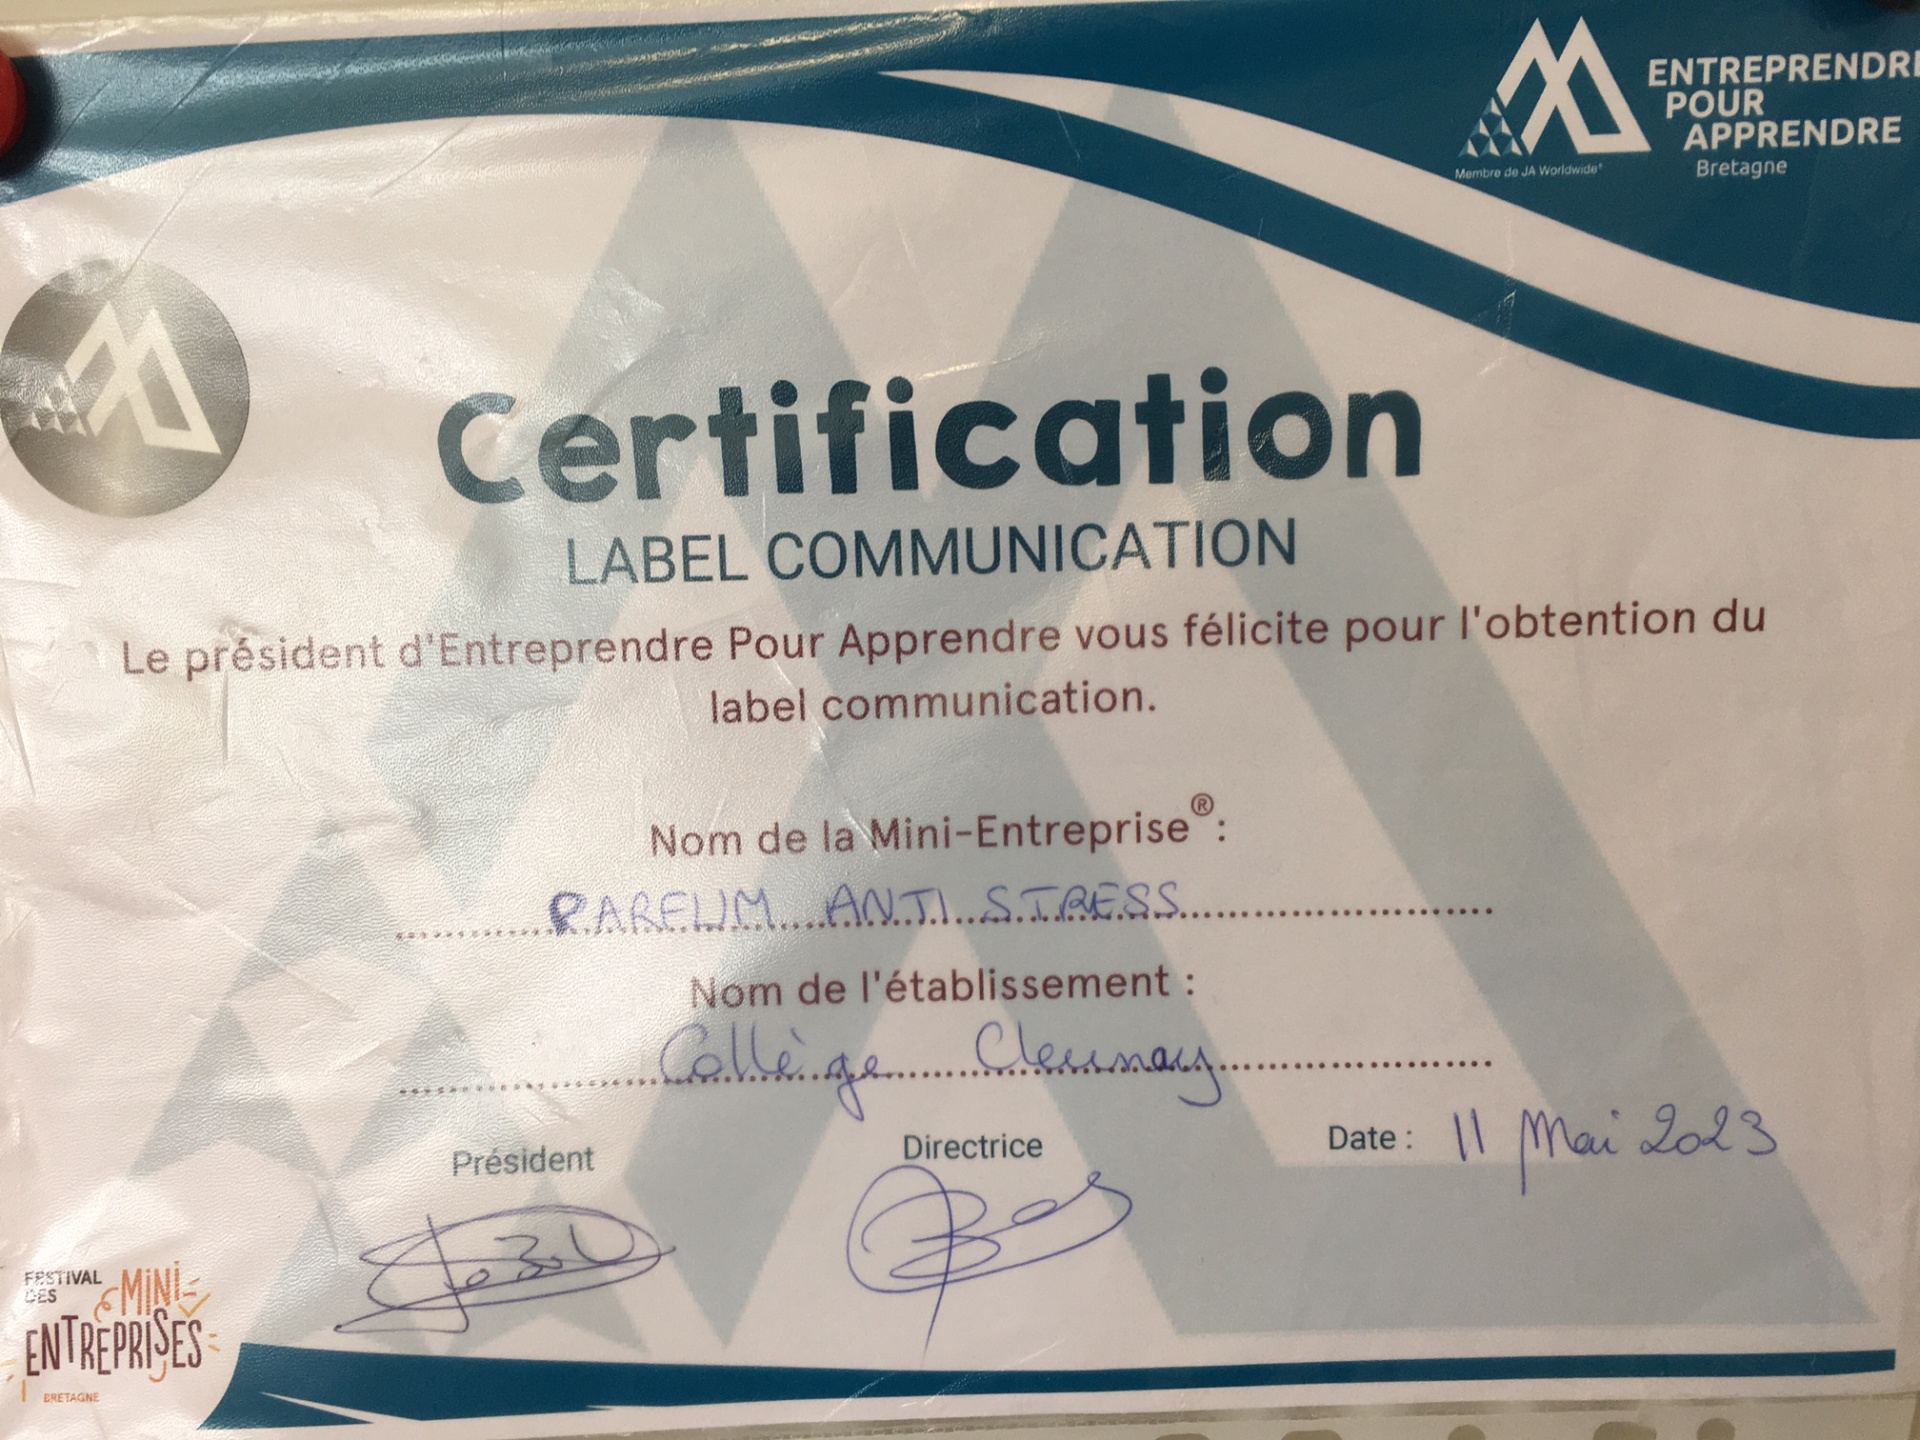 ENTREPRENDRE
POUR
APPRENDRE
Bretagne
Membre de JA Worldwide®
Certification
LABEL COMMUNICATION
Le président d'Entreprendre Pour Apprendre vous félicite pour l'obtention du
label communication.
Nom de la Mini-Entreprise®:
PARFUM ANTI STRESS
Nom de l'établissement :
Collège Cleunay
Président
Directrice
Date : 11 Mai 2023
FESTIVAL
DES
MINI
ENTREPRISES
BRETAGNE